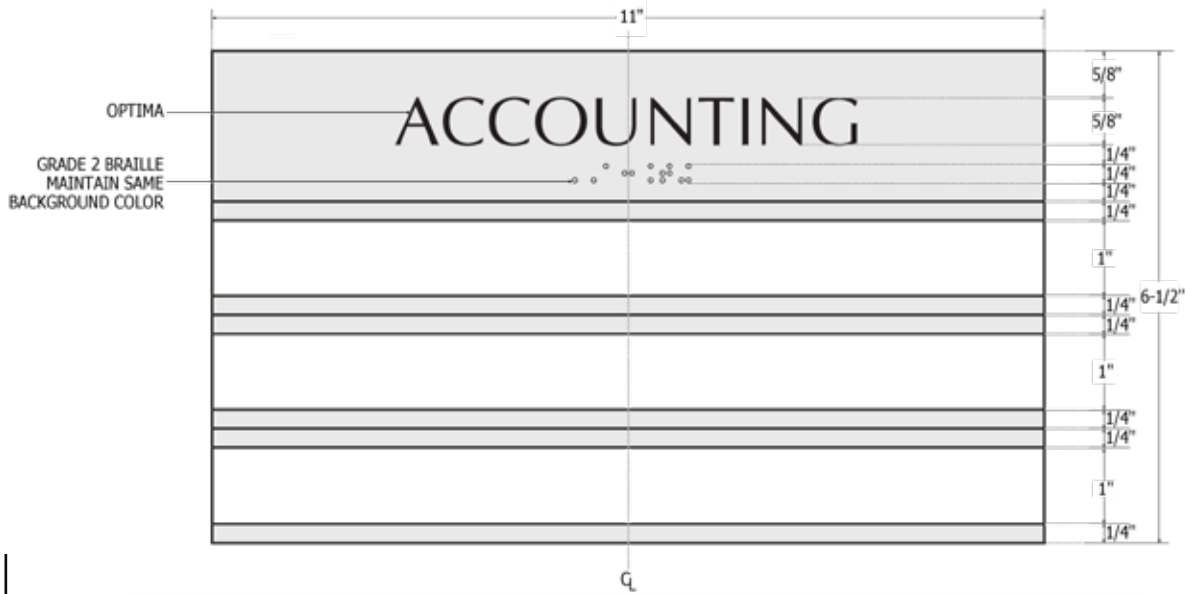 11"
5/8"
OPTIMA
ACCOUNTING
5/8"
1/4"
GRADE 2 BRAILLE
MAINTAIN SAME
BACKGROUND COLOR
1/4"
1/4"
1/4"
1"
6-1/2"
1/4"
1/4"
1"
1/4"
1/4"
1"
1/4"
CL